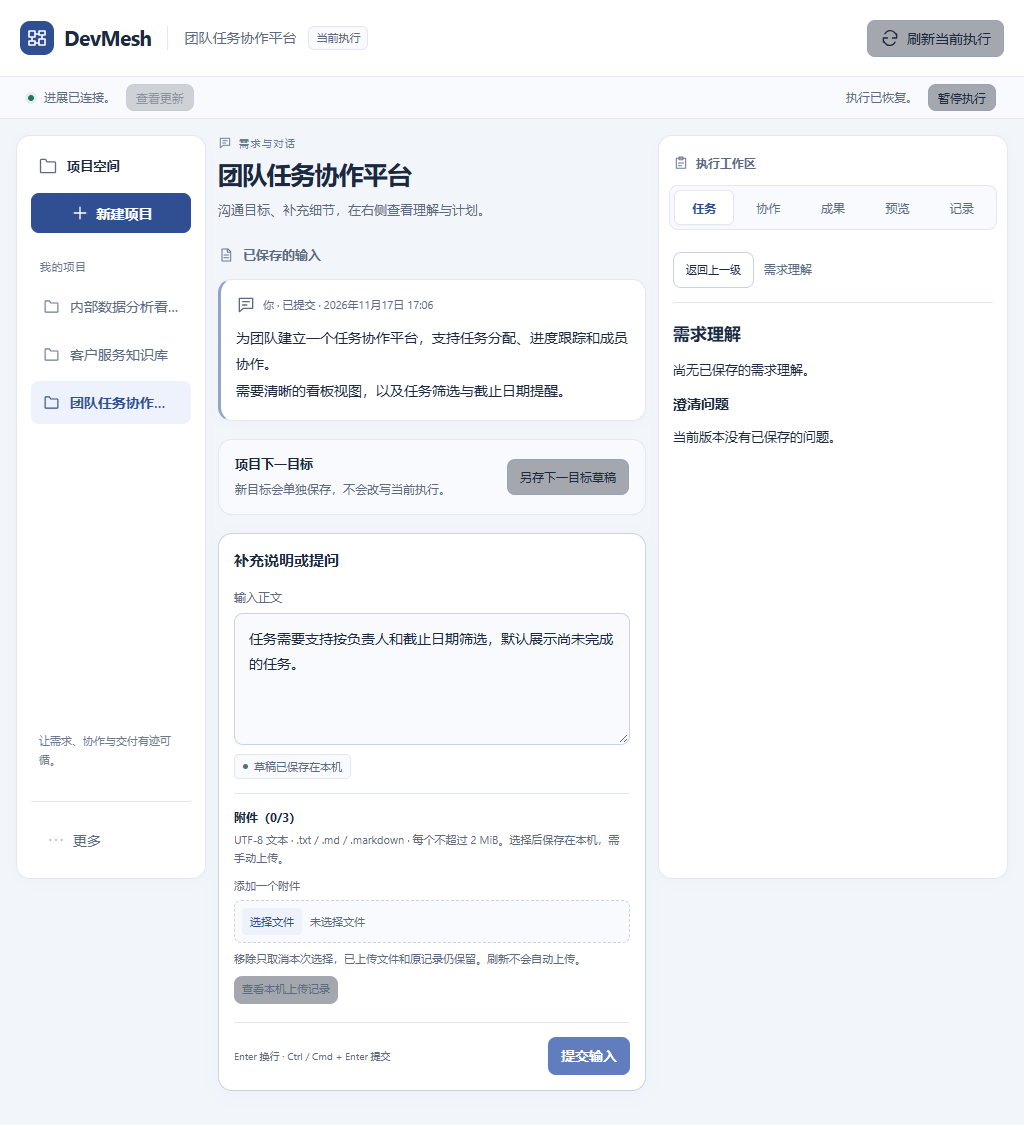 DevMesh
团队任务协作平台
当前执行
刷新当前执行
进展已连接。
查看更新
执行已恢复。
暂停执行
项目空间
新建项目
我的项目
内部数据分析看...
客户服务知识库
团队任务协作...
让需求、协作与交付有迹可
循。
更多
需求与对话
团队任务协作平台
沟通目标、补充细节，在右侧查看理解与计划。
已保存的输入
你 · 已提交 · 2026年11月17日 17:06
为团队建立一个任务协作平台，支持任务分配、进度跟踪和成员
协作。
需要清晰的看板视图，以及任务筛选与截止日期提醒。
项目下一目标
新目标会单独保存，不会改写当前执行。
另存下一目标草稿
补充说明或提问
输入正文
任务需要支持按负责人和截止日期筛选，默认展示尚未完成
的任务。
草稿已保存在本机
附件（0/3）
UTF-8 文本 · .txt / .md / .markdown · 每个不超过 2 MiB。选择后保存在本机，需
手动上传。
添加一个附件
选择文件 未选择文件
移除只取消本次选择，已上传文件和原记录仍保留。刷新不会自动上传。
查看本机上传记录
Enter 换行 · Ctrl / Cmd + Enter 提交
提交输入
执行工作区
任务 协作 成果 预览 记录
返回上一级 需求理解
需求理解
尚无已保存的需求理解。
澄清问题
当前版本没有已保存的问题。